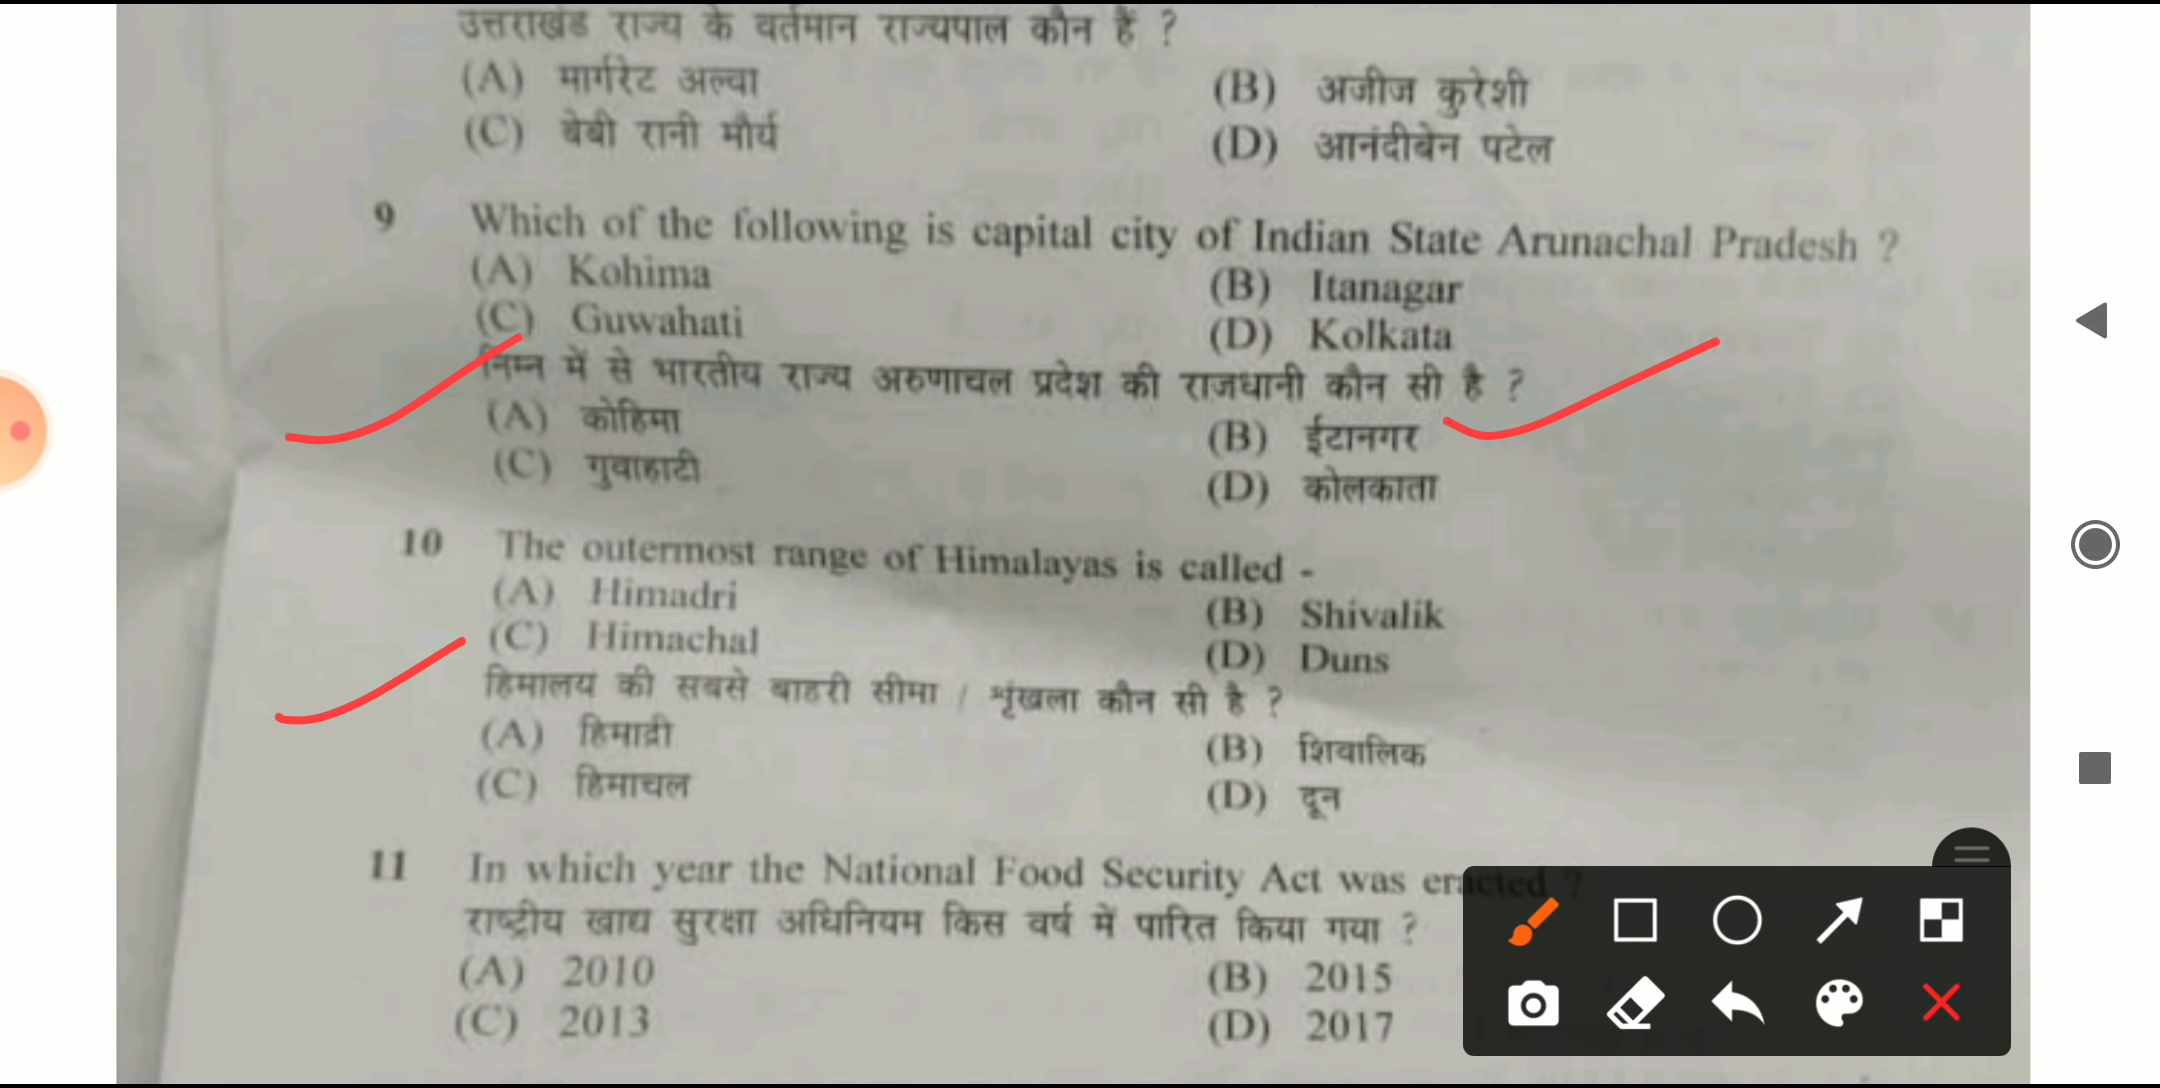 उत्तराखंड राज्य के वर्तमान राज्यपाल कौन हैं ?
(A) मार्गरेट अल्वा (B) अजीज कुरेशी
(C) बेबी रानी मौर्य (D) आनंदीबेन पटेल
9 Which of the following is capital city of Indian State Arunachal Pradesh ?
(A) Kohima (B) Itanagar
(C) Guwahati (D) Kolkata
निम्न में से भारतीय राज्य अरुणाचल प्रदेश की राजधानी कौन सी है ?
(A) कोहिमा (B) ईटानगर
(C) गुवाहाटी (D) कोलकाता
10 The outermost range of Himalayas is called -
(A) Himadri (B) Shivalik
(C) Himachal (D) Duns
हिमालय की सबसे बाहरी सीमा / शृंखला कौन सी है ?
(A) हिमाद्री (B) शिवालिक
(C) हिमाचल (D) दून
11 In which year the National Food Security Act was enacted ?
राष्ट्रीय खाद्य सुरक्षा अधिनियम किस वर्ष में पारित किया गया ?
(A) 2010 (B) 2015
(C) 2013 (D) 2017